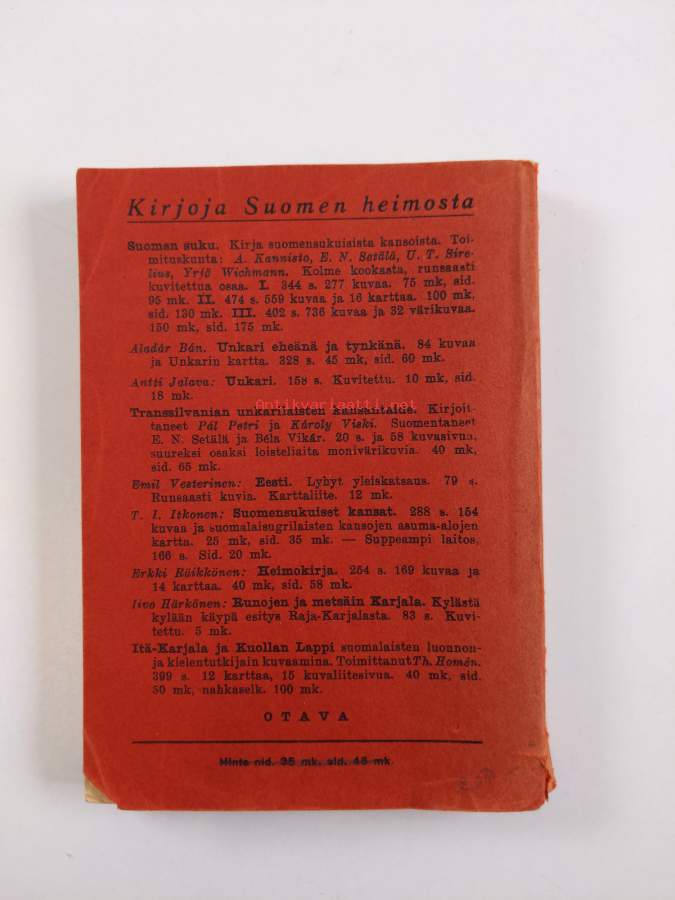 Kirjoja Suomen heimosta
Suomen suku. Kirja suomensukuisista kansoista. Toi-
mituskunta: A. Kannisto, E. N. Setälä, U. T. Sire-
lius, Yrjö Wichmann. Kolme kookasta, runsaasti
kuvitettua osaa. I. 344 s. 277 kuvaa. 75 mk, sid.
95 mk. II. 474 s. 559 kuvaa ja 16 karttaa. 100 mk,
sid. 130 mk. III. 402 s. 736 kuvaa ja 32 värikuvaa.
150 mk, sid. 175 mk.
Aladár Bán. Unkari eheänä ja tynkänä. 84 kuvaa
ja Unkarin kartta. 328 s. 45 mk, sid. 60 mk.
Antti Jalava: Unkari. 158 s. Kuvitettu. 10 mk, sid.
18 mk.
Antikvariaatti.net
Transsilvanian unkarilaisten kansantaide. Kirjoit-
taneet Pál Petri ja Károly Viski. Suomentaneet
E. N. Setälä ja Béla Vikár. 20 s. ja 58 kuvasivua,
suureksi osaksi loisteliaita monivärikuvia. 40 mk,
sid. 65 mk.
Emil Vesterinen: Eesti. Lyhyt yleiskatsaus. 79 s.
Runsaasti kuvia. Karttaliite. 12 mk.
T. I. Itkonen: Suomensukuiset kansat. 288 s. 154
kuvaa ja suomalaisugrilaisten kansojen asuma-alojen
kartta. 25 mk, sid. 35 mk. — Suppeampi laitos,
166 s. Sid. 20 mk.
Erkki Räikkönen: Heimokirja. 254 s. 169 kuvaa ja
14 karttaa. 40 mk, sid. 58 mk.
Iivo Härkönen: Runojen ja metsäin Karjala. Kylästä
kylään käypä esitys Raja-Karjalasta. 83 s. Kuvi-
tettu. 5 mk.
Itä-Karjala ja Kuollan Lappi suomalaisten luonnon-
ja kielentutkijain kuvaamina. Toimittanut Th. Homén.
399 s. 12 karttaa, 15 kuvaliitesivua. 40 mk, sid.
50 mk, nahkaselk. 100 mk.
OTAVA
Hinta nid. 35 mk. sid. 45 mk